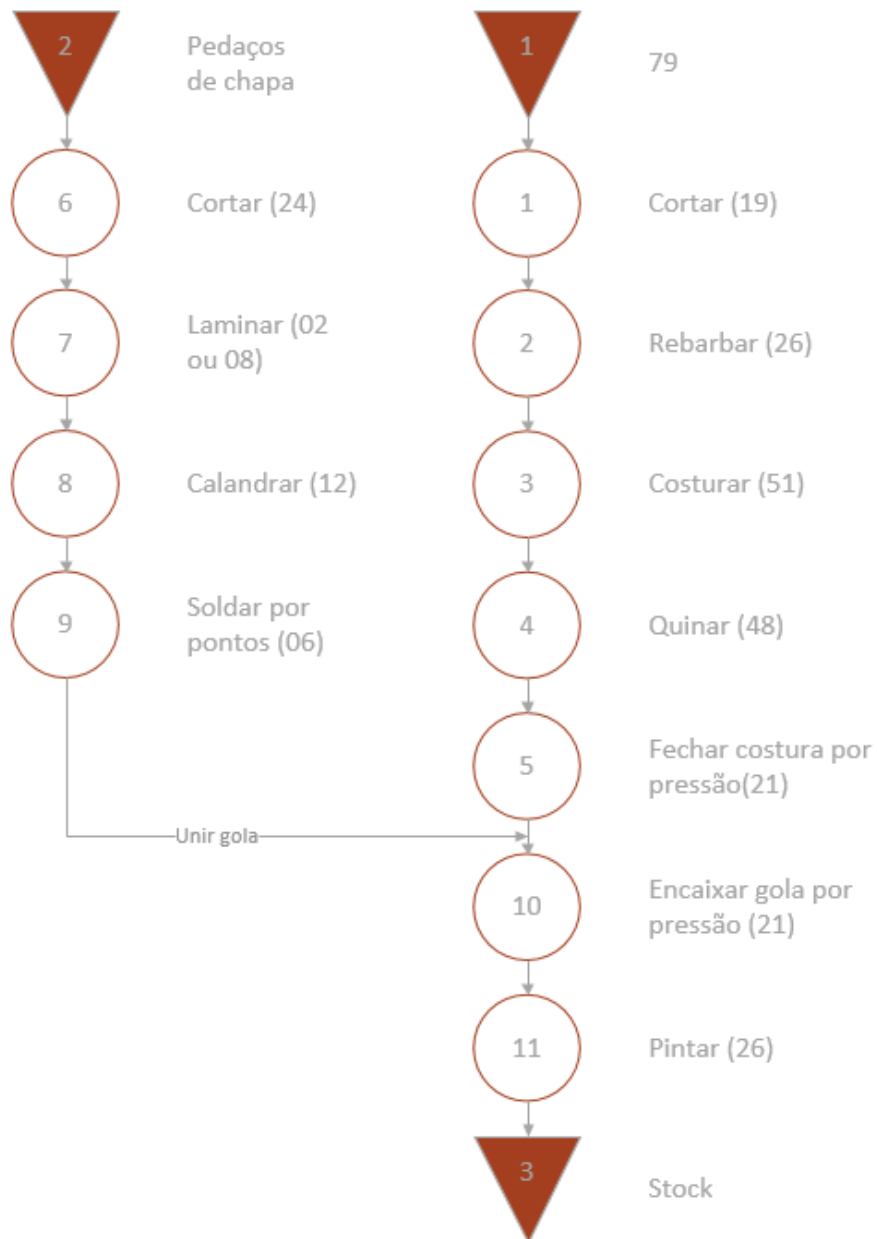 2
Pedaços
de chapa
1
79
6
Cortar (24)
1
Cortar (19)
7
Laminar (02
ou 08)
2
Rebarbar (26)
8
Calandrar (12)
3
Costurar (51)
9
Soldar por
pontos (06)
4
Quinar (48)
5
Fechar costura por
pressão(21)
Unir gola
10
Encaixar gola por
pressão (21)
11
Pintar (26)
3
Stock